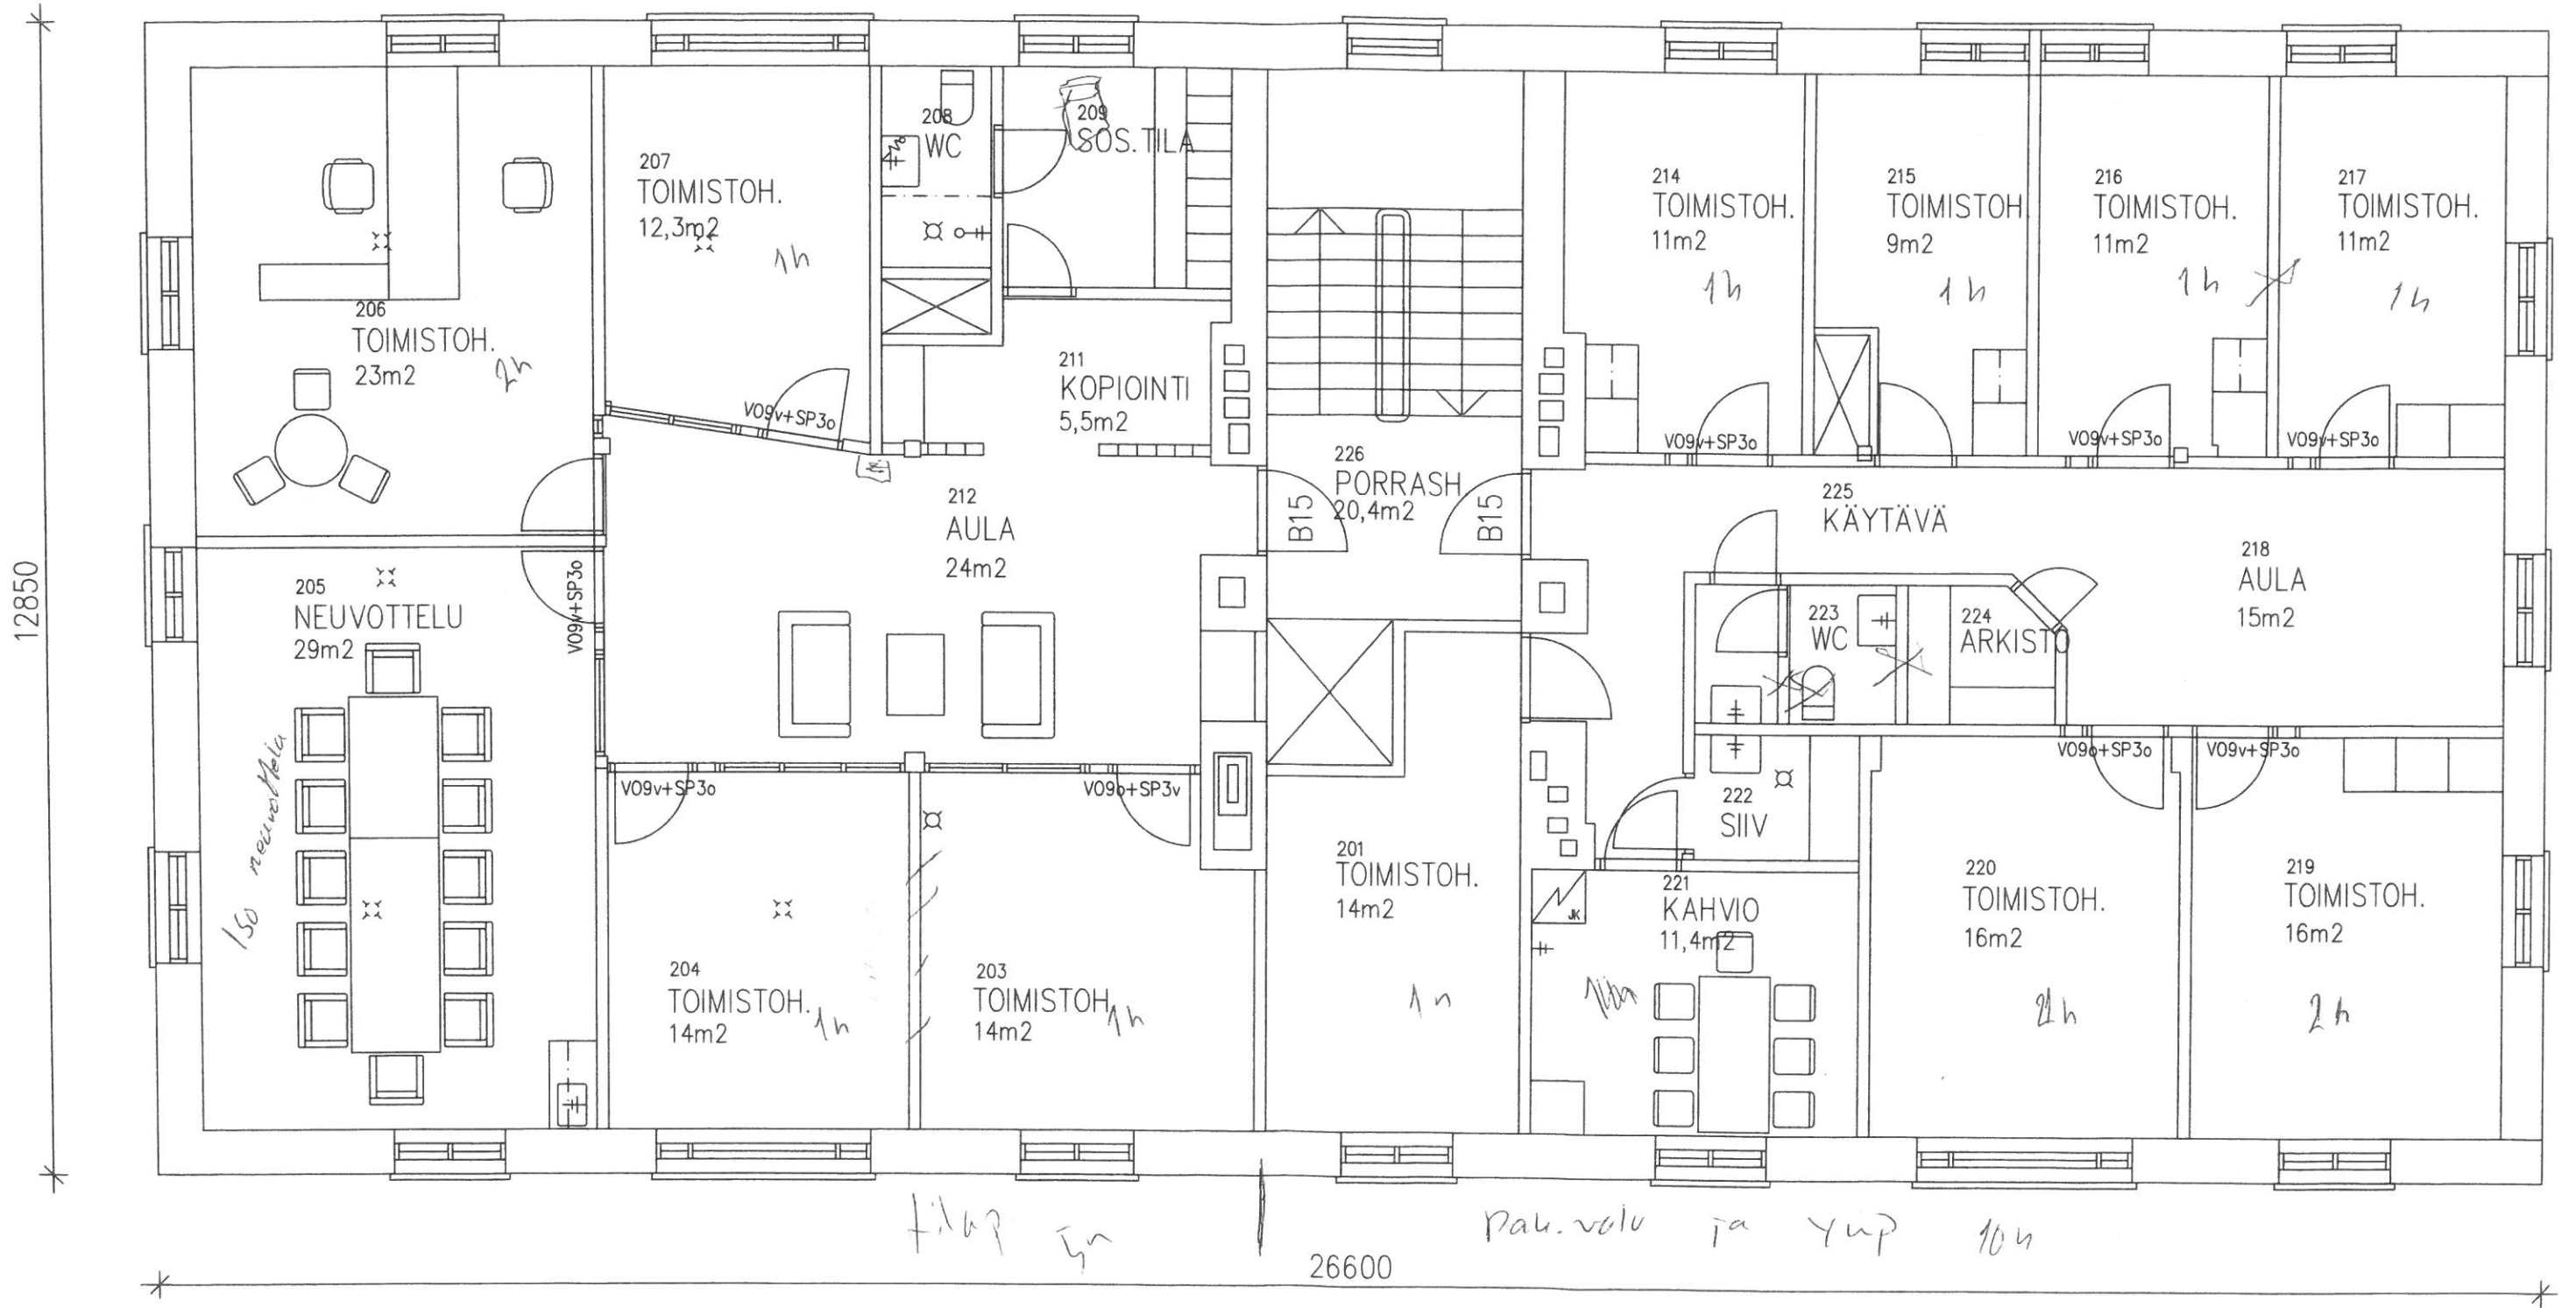 208
WC
209
SOS.TILA
207
TOIMISTOH.
12,3m2
1h
214
TOIMISTOH.
11m2
1h
215
TOIMISTOH
9m2
1h
216
TOIMISTOH.
11m2
1h
217
TOIMISTOH.
11m2
1h
206
TOIMISTOH.
23m2
2h
211
KOPIOINTI
5,5m2
V09v+SP3o
V09v+SP3o
V09v+SP3o
V09v+SP3o
226
PORRASH
20,4m2
B15
B15
212
AULA
24m2
225
KÄYTÄVÄ
218
AULA
15m2
12850
205
NEUVOTTELU
29m2
V09v+SP3o
Iso neuvottelu
223
WC
224
ARKISTO
V09v+SP3o
V09o+SP3v
V09o+SP3o
V09v+SP3o
222
SIIV
201
TOIMISTOH.
14m2
1h
221
KAHVIO
11,4m2
JK
220
TOIMISTOH.
16m2
219
TOIMISTOH.
16m2
2h
204
TOIMISTOH.
14m2
1h
203
TOIMISTOH.
14m2
1h
tilap
ja
10h
26600